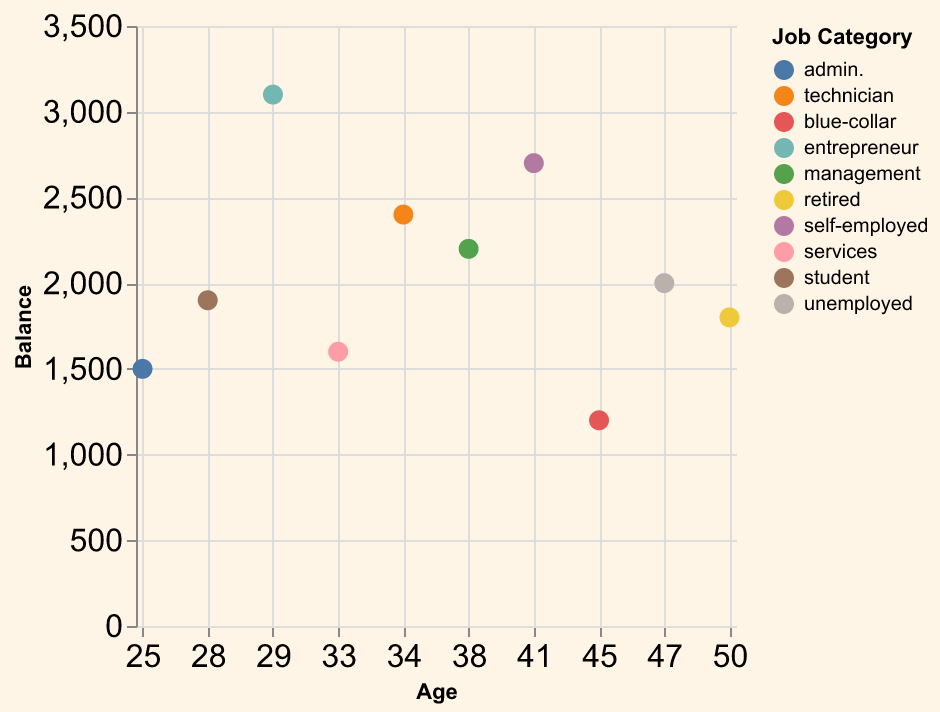 3,500
3,000
2,500
2,000
1,500
1,000
500
0
Balance
25 28 29 33 34 38 41 45 47 50
Age
Job Category
admin.
technician
blue-collar
entrepreneur
management
retired
self-employed
services
student
unemployed